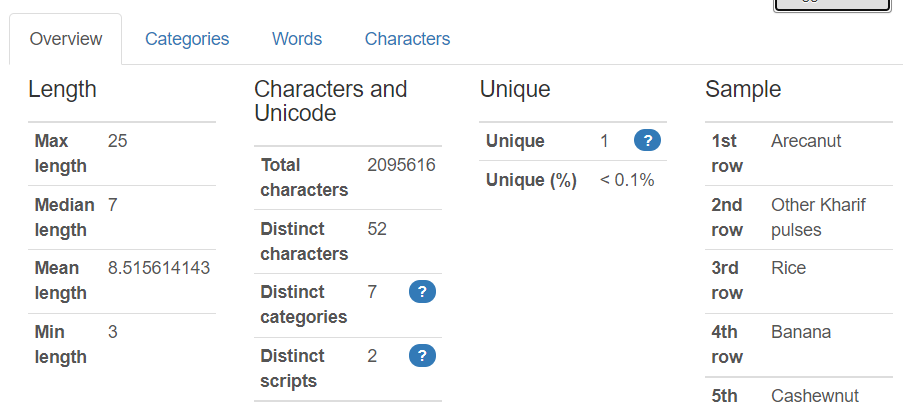 Overview Categories Words Characters
Length
Max length 25
Median length 7
Mean length 8.515614143
Min length 3
Characters and Unicode
Total characters 2095616
Distinct characters 52
Distinct categories 7 ?
Distinct scripts 2 ?
Unique
Unique 1 ?
Unique (%) < 0.1%
Sample
1st row Arecanut
2nd row Other Kharif pulses
3rd row Rice
4th row Banana
5th Cashewnut